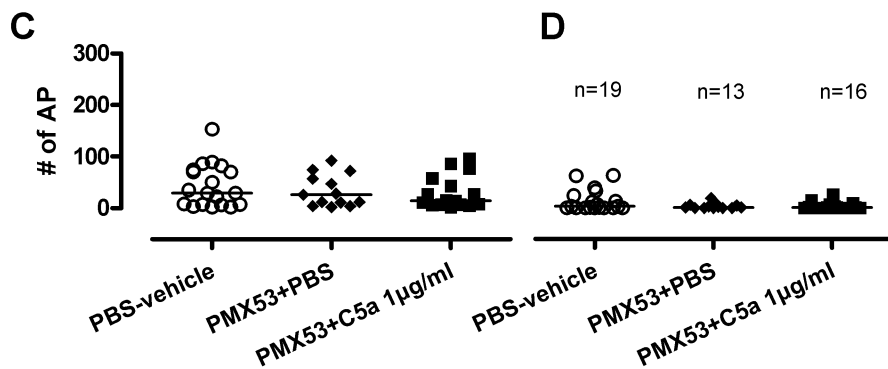 C
D
# of AP
300
200
100
0
n=19
n=13
n=16
PBS-vehicle
PMX53+PBS
PMX53+C5a 1µg/ml
PBS-vehicle
PMX53+PBS
PMX53+C5a 1µg/ml